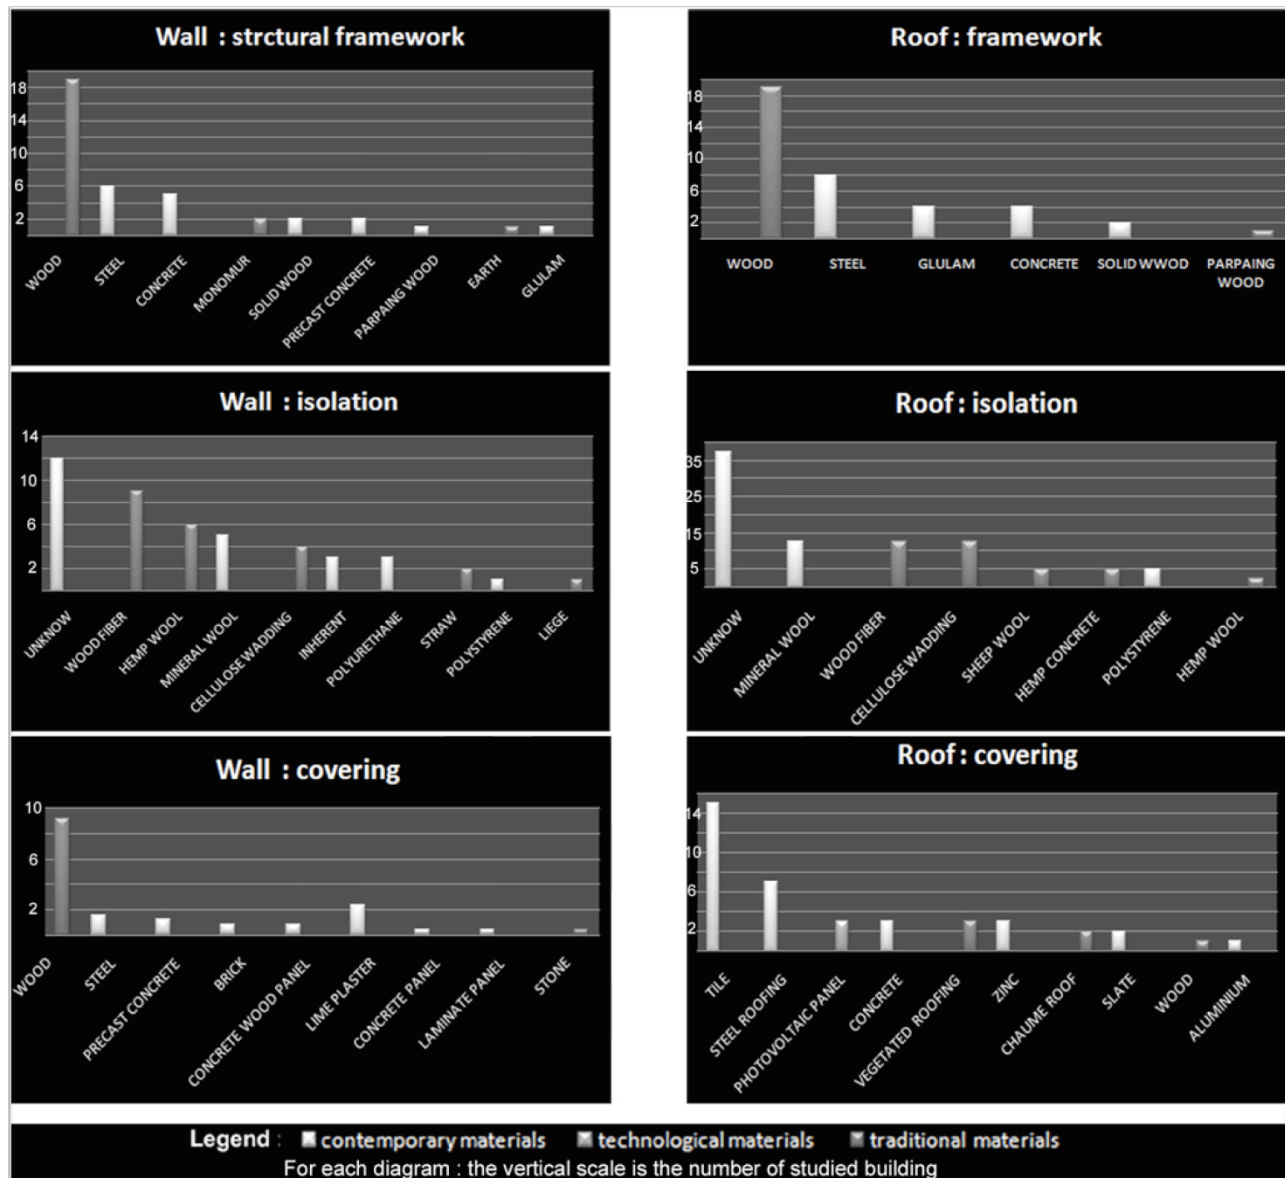 Wall : strctural framework
18
14
10
6
2
WOOD
STEEL
CONCRETE
MONOMUR
SOLID WOOD
PRECAST CONCRETE
PARPAING WOOD
EARTH
GLULAM
Roof : framework
18
14
10
6
2
WOOD
STEEL
GLULAM
CONCRETE
SOLID WWOD
PARPAING
WOOD
Wall : isolation
14
10
6
2
UNKNOW
WOOD FIBER
HEMP WOOL
MINERAL WOOL
CELLULOSE WADDING
INHERENT
POLYURETHANE
STRAW
POLYSTYRENE
LIEGE
Roof : isolation
35
25
15
5
UNKNOW
MINERAL WOOL
WOOD FIBER
CELLULOSE WADDING
SHEEP WOOL
HEMP CONCRETE
POLYSTYRENE
HEMP WOOL
Wall : covering
10
6
2
WOOD
STEEL
PRECAST CONCRETE
BRICK
CONCRETE WOOD PANEL
LIME PLASTER
CONCRETE PANEL
LAMINATE PANEL
STONE
Roof : covering
14
10
6
2
TILE
STEEL ROOFING
PHOTOVOLTAIC PANEL
CONCRETE
VEGETATED ROOFING
ZINC
CHAUME ROOF
SLATE
WOOD
ALUMINIUM
Legend : contemporary materials technological materials traditional materials
For each diagram : the vertical scale is the number of studied building